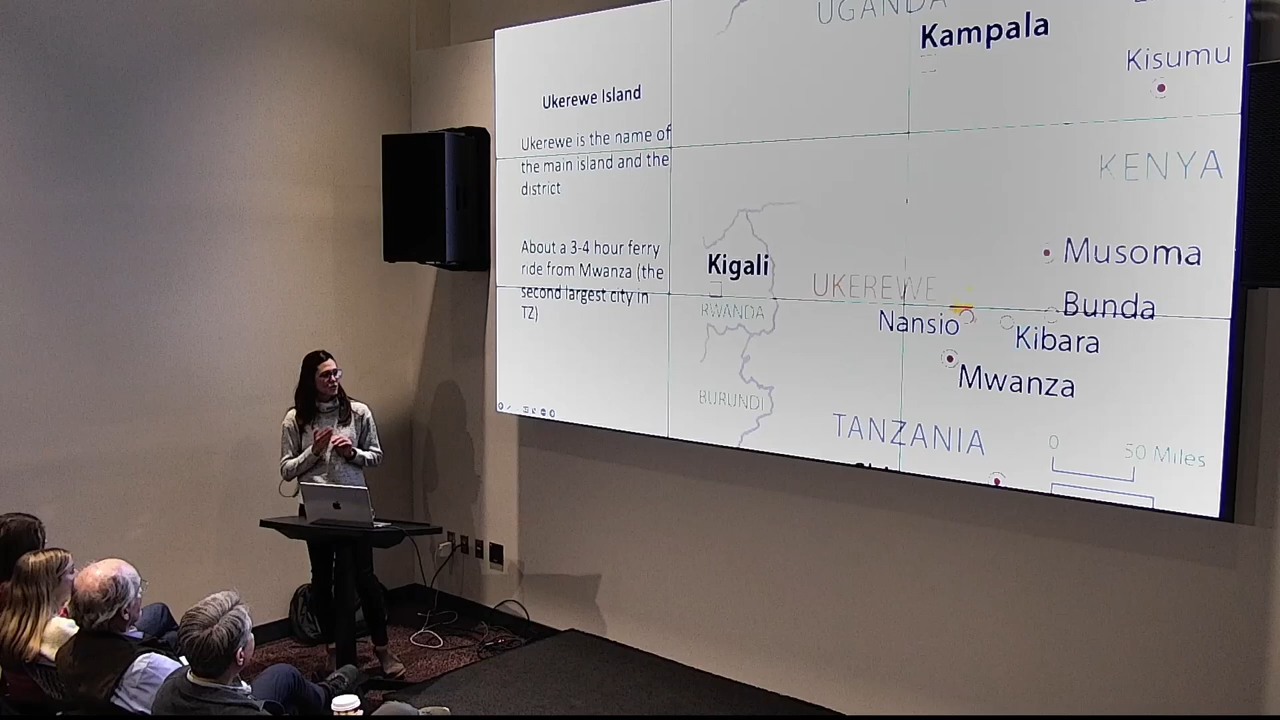 Ukerewe Island
Ukerewe is the name of
the main island and the
district
About a 3-4 hour ferry
ride from Mwanza (the
second largest city in
TZ)
UGANDA
Kampala
Kisumu
KENYA
Musoma
Kigali
UKEREWE
Bunda
RWANDA
Nansio
Kibara
Mwanza
BURUNDI
TANZANIA
0
50 Miles